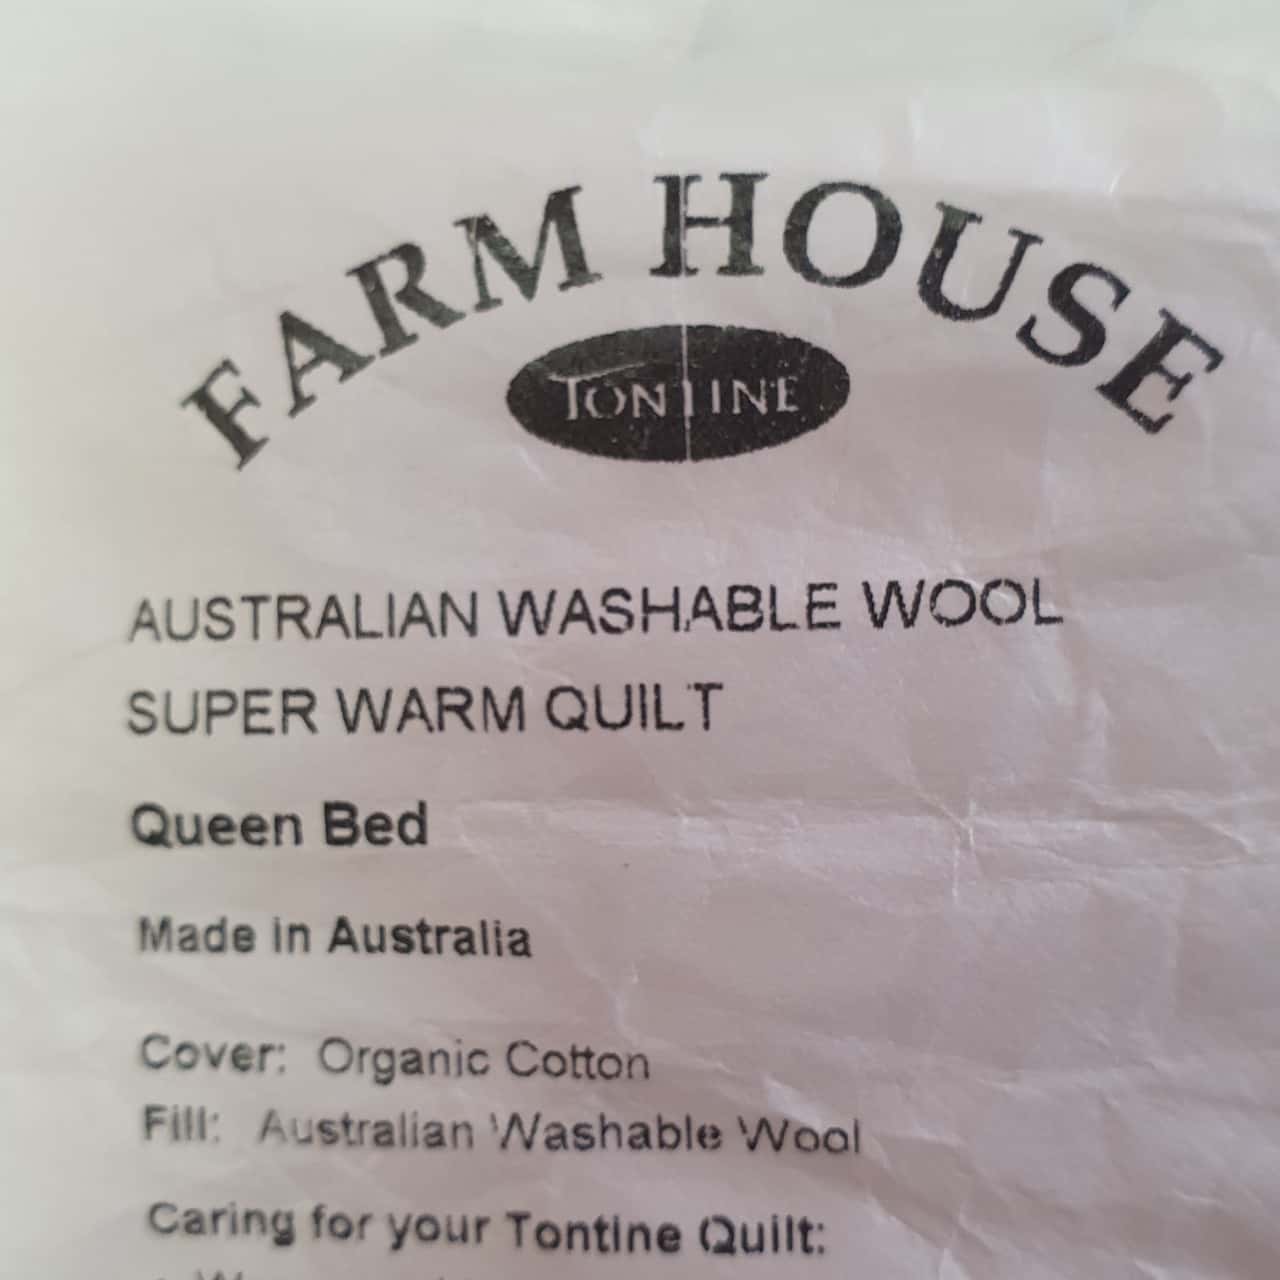 FARM HOUSE
TONTINE
AUSTRALIAN WASHABLE WOOL
SUPER WARM QUILT
Queen Bed
Made in Australia
Cover: Organic Cotton
Fill: Australian Washable Wool
Caring for your Tontine Quilt: